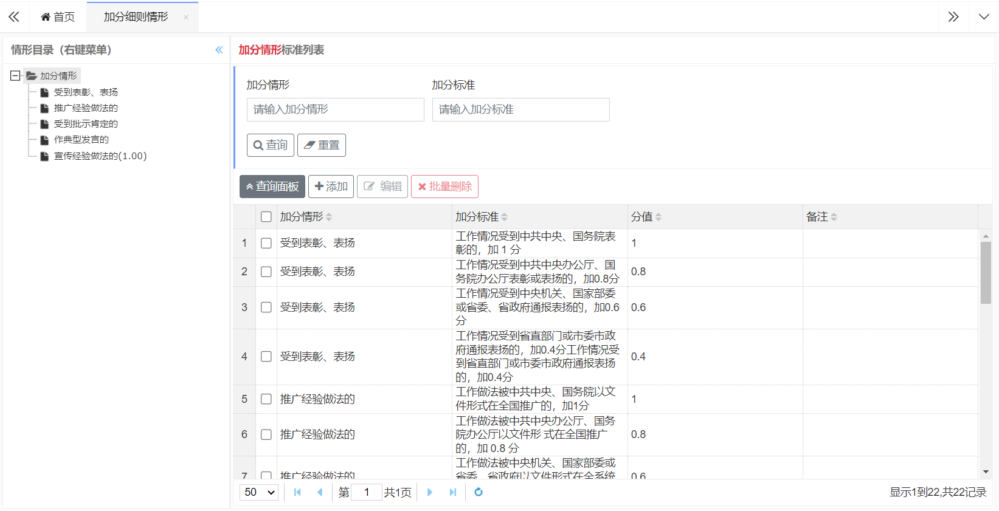 首页
加分细则情形
情形目录（右键菜单）
加分情形
受到表彰、表扬
推广经验做法的
受到批示肯定的
作典型发言的
宣传经验做法的(1.00)
加分情形标准列表
加分情形
加分标准
请输入加分情形
请输入加分标准
查询
重置
查询面板
添加
编辑
批量删除
加分情形
加分标准
分值
备注
1
受到表彰、表扬
工作情况受到中共中央、国务院表
彰的，加 1 分
1
2
受到表彰、表扬
工作情况受到中共中央办公厅、国
务院办公厅表彰或表扬的，加0.8分
0.8
3
受到表彰、表扬
工作情况受到中央机关、国家部委
或省委、省政府通报表扬的，加0.6
分
0.6
4
受到表彰、表扬
工作情况受到省直部门或市委市政
府通报表扬的，加0.4分工作情况受
到省直部门或市委市政府通报表扬
的，加0.4分
0.4
5
推广经验做法的
工作做法被中共中央、国务院以文
件形式在全国推广的，加1分
1
6
推广经验做法的
工作做法被中共中央办公厅、国务
院办公厅以文件形 式在全国推广
的，加 0.8 分
0.8
7
推广经验做法的
工作做法被中央机关、国家部委或
省委、省政府以文件形式在全系统
0.6
50
第 1 共1页
显示1到22,共22记录